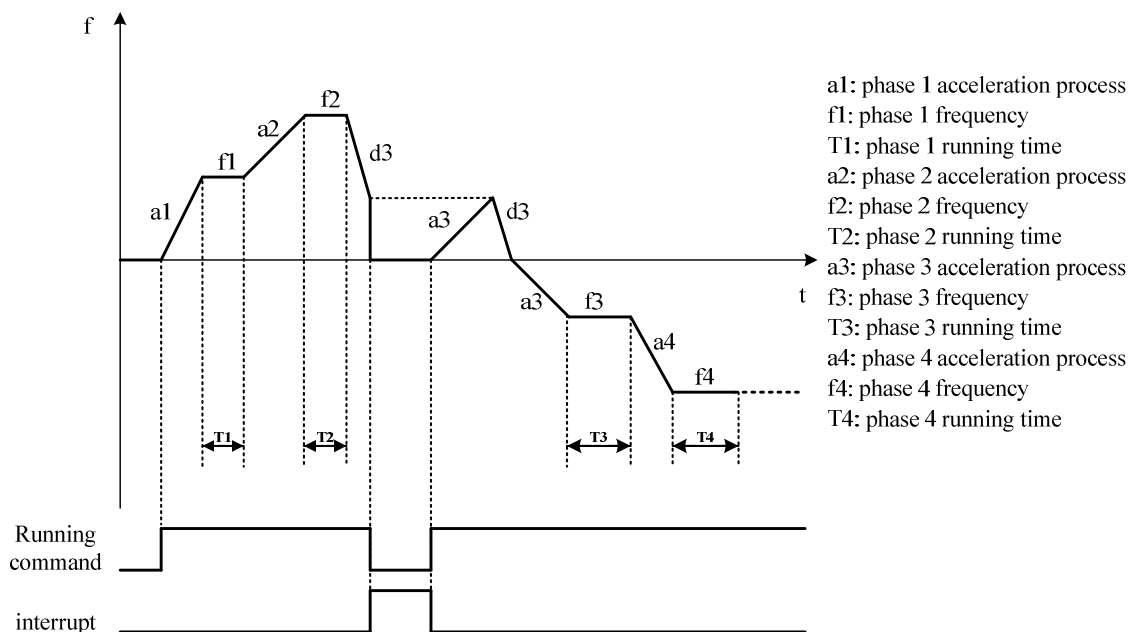 f
f2
a2
d3
f1
a1
a3
d3
t
a3
f3
a4
f4
T1
T2
T3
T4
Running
command
interrupt
a1: phase 1 acceleration process
f1: phase 1 frequency
T1: phase 1 running time
a2: phase 2 acceleration process
f2: phase 2 frequency
T2: phase 2 running time
a3: phase 3 acceleration process
f3: phase 3 frequency
T3: phase 3 running time
a4: phase 4 acceleration process
f4: phase 4 frequency
T4: phase 4 running time